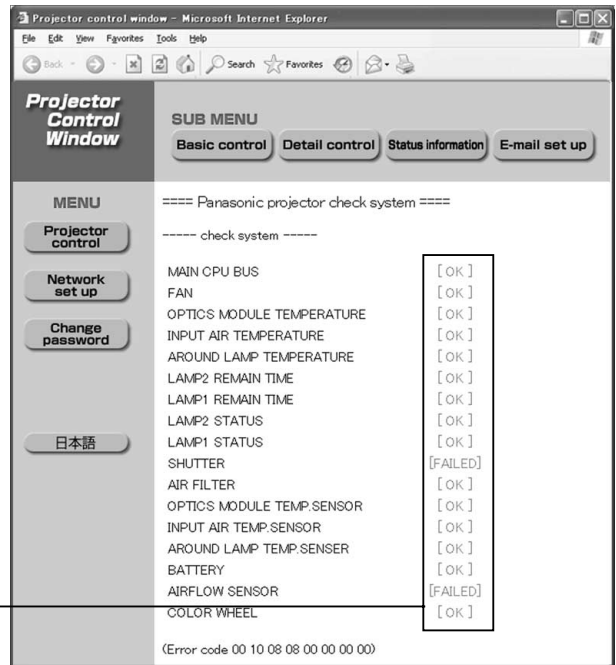 Projector control window - Microsoft Internet Explorer
File Edit View Favorites Tools Help
Back Search Favorites
Projector
Control
Window
SUB MENU
Basic control Detail control Status information E-mail set up
MENU
Projector
control
Network
set up
Change
password
日本語
==== Panasonic projector check system ====
----- check system -----
MAIN CPU BUS [ OK ]
FAN [ OK ]
OPTICS MODULE TEMPERATURE [ OK ]
INPUT AIR TEMPERATURE [ OK ]
AROUND LAMP TEMPERATURE [ OK ]
LAMP2 REMAIN TIME [ OK ]
LAMP1 REMAIN TIME [ OK ]
LAMP2 STATUS [ OK ]
LAMP1 STATUS [ OK ]
SHUTTER [FAILED]
AIR FILTER [ OK ]
OPTICS MODULE TEMP.SENSOR [ OK ]
INPUT AIR TEMP.SENSOR [ OK ]
AROUND LAMP TEMP.SENSER [ OK ]
BATTERY [ OK ]
AIRFLOW SENSOR [FAILED]
COLOR WHEEL [ OK ]
(Error code 00 10 08 08 00 00 00 00)